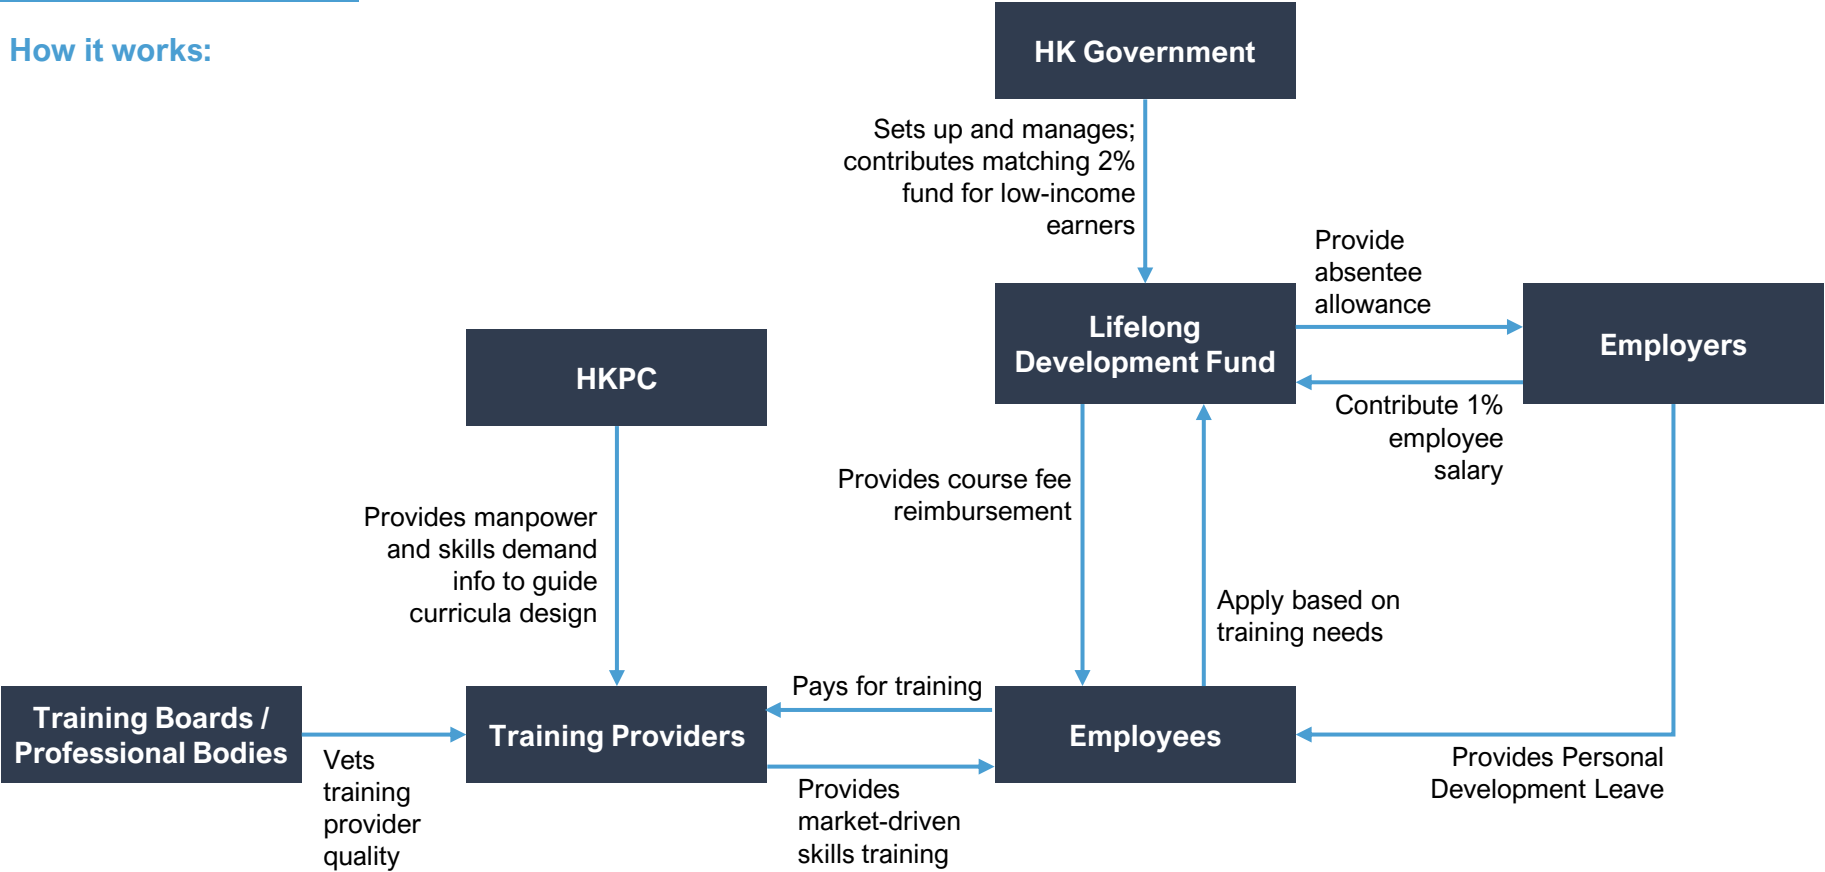 How it works:
HK Government
Sets up and manages;
contributes matching 2%
fund for low-income
earners
Provide
absentee
allowance
Lifelong
Development Fund
Employers
HKPC
Contribute 1%
employee
salary
Provides course fee
reimbursement
Provides manpower
and skills demand
info to guide
curricula design
Apply based on
training needs
Pays for training
Training Boards /
Professional Bodies
Training Providers
Employees
Vets
training
provider
quality
Provides
market-driven
skills training
Provides Personal
Development Leave